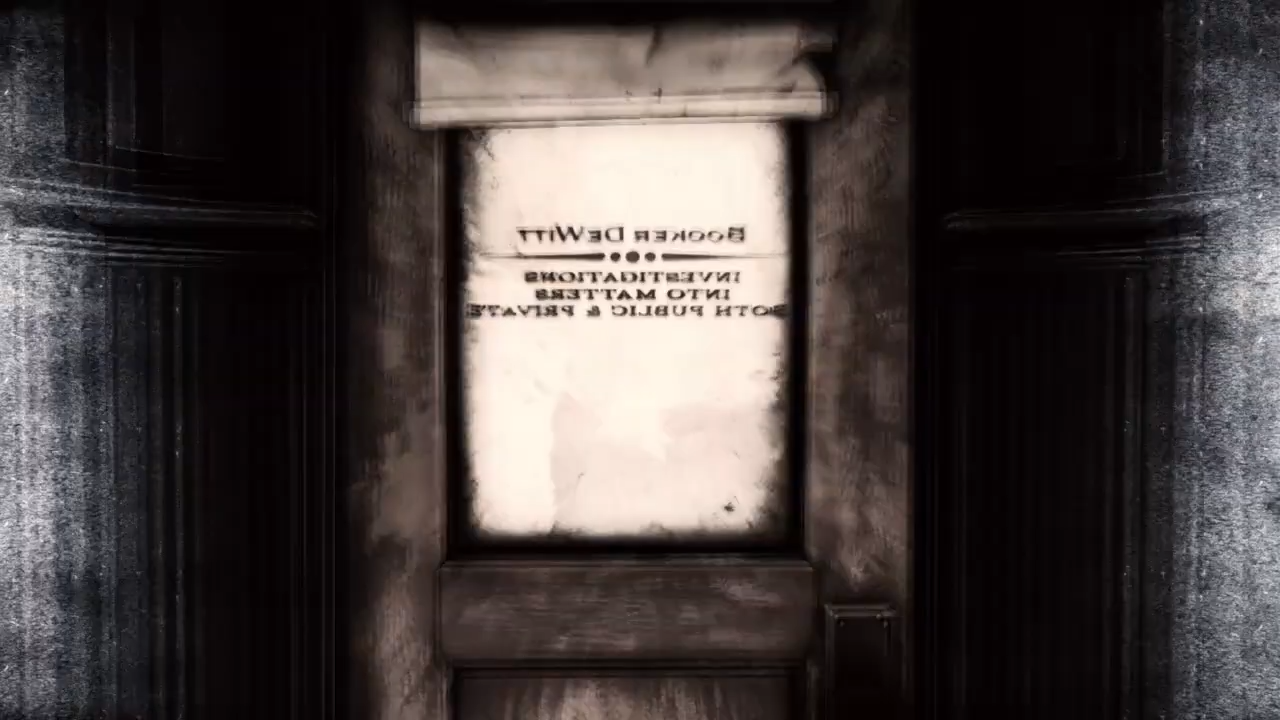 BOOKER DEWITT
INVESTIGATIONS
INTO MATTERS
BOTH PUBLIC & PRIVATE